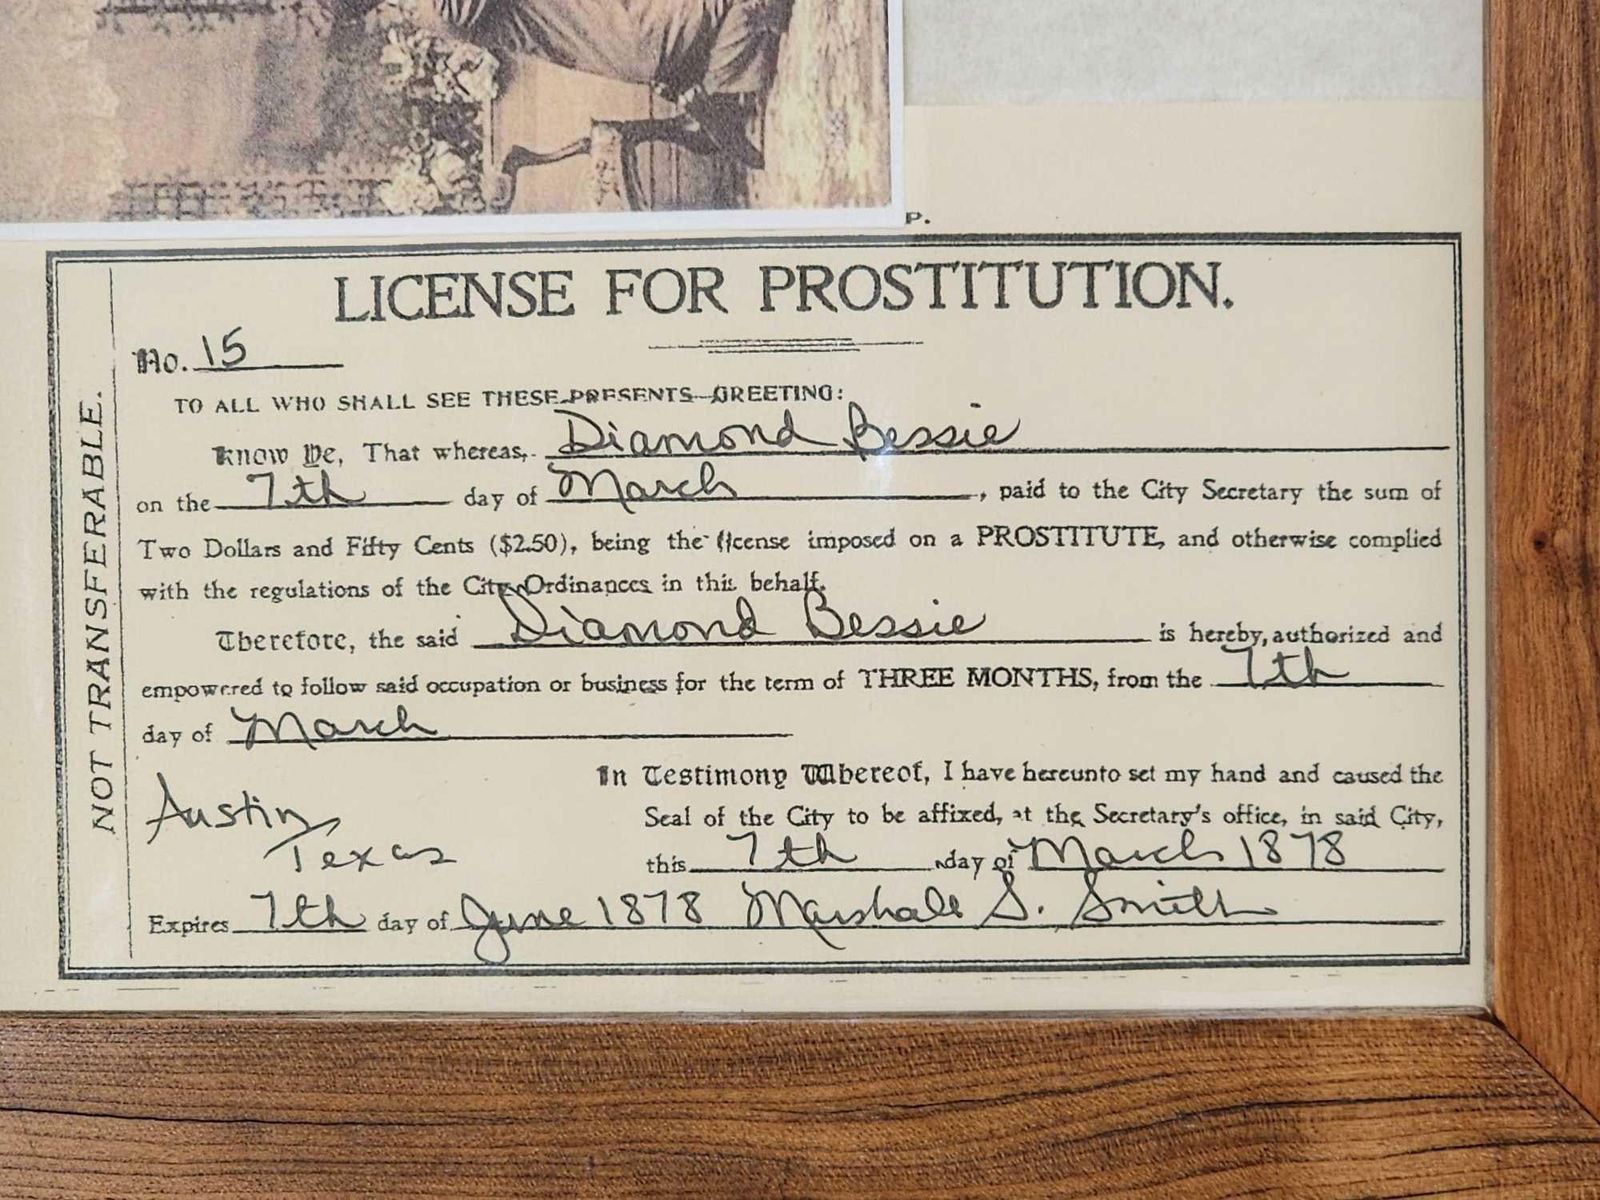 P.
LICENSE FOR PROSTITUTION.
No. 15
TO ALL WHO SHALL SEE THESE PRESENTS—GREETING:
Know Ye, That whereas, Diamond Bessie
on the 7th day of March, paid to the City Secretary the sum of
Two Dollars and Fifty Cents ($2.50), being the license imposed on a PROSTITUTE, and otherwise complied
with the regulations of the City Ordinances in this behalf.
Therefore, the said Diamond Bessie is hereby, authorized and
empowered to follow said occupation or business for the term of THREE MONTHS, from the 7th
day of March
In Testimony Whereof, I have hereunto set my hand and caused the
Seal of the City to be affixed, at the Secretary's office, in said City,
this 7th day of March 1878
Austin,
Texas
Expires 7th day of June 1878 Marshall S. Smith
NOT TRANSFERABLE.